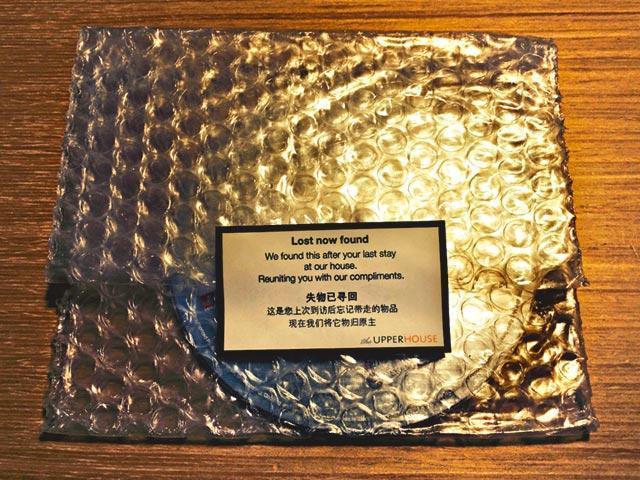 Lost now found
We found this after your last stay
at our house.
Reuniting you with our compliments.
失物已寻回
这是您上次到访后忘记带走的物品
现在我们将它物归原主
the UPPERHOUSE